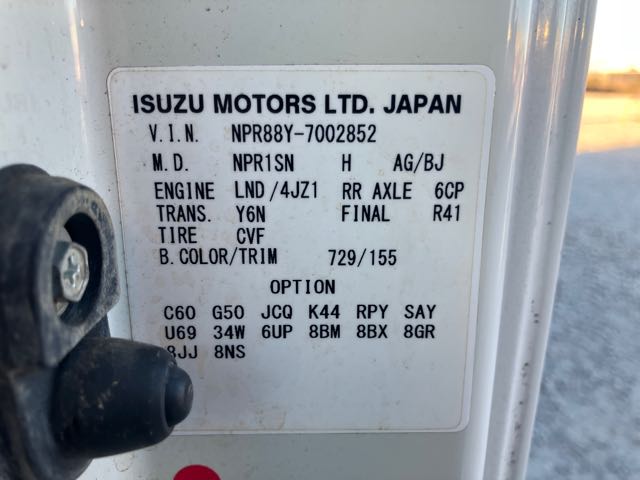 ISUZU MOTORS LTD. JAPAN
V.I.N. NPR88Y-7002852
M.D. NPR1SN H AG/BJ
ENGINE LND/4JZ1 RR AXLE 6CP
TRANS. Y6N FINAL R41
TIRE CVF
B.COLOR/TRIM 729/155
OPTION
C60 G50 JCQ K44 RPY SAY
U69 34W 6UP 8BM 8BX 8GR
8JJ 8NS